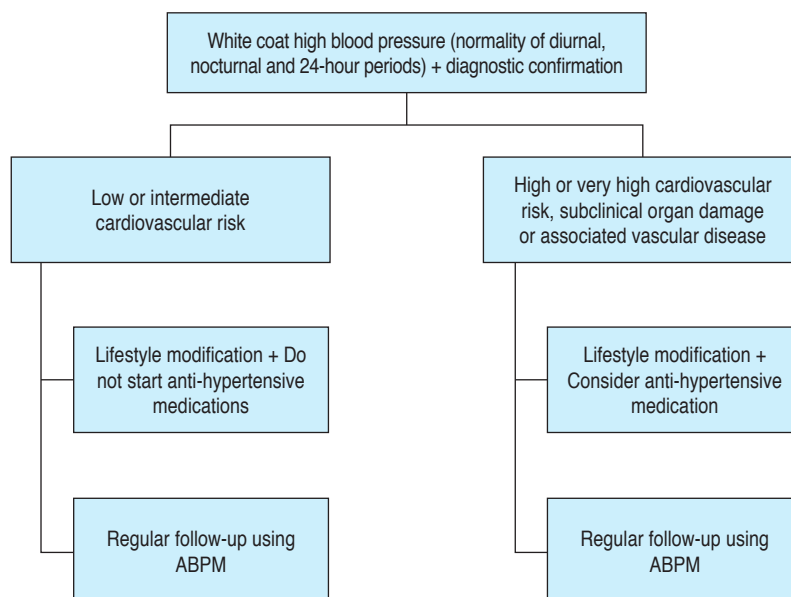 White coat high blood pressure (normality of diurnal,
nocturnal and 24-hour periods) + diagnostic confirmation
Low or intermediate
cardiovascular risk
High or very high cardiovascular
risk, subclinical organ damage
or associated vascular disease
Lifestyle modification + Do
not start anti-hypertensive
medications
Lifestyle modification +
Consider anti-hypertensive
medication
Regular follow-up using
ABPM
Regular follow-up using
ABPM